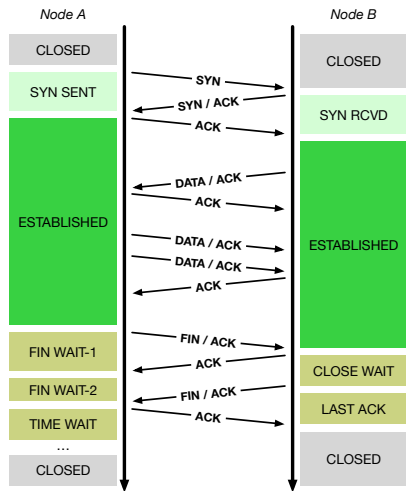 Node A
Node B
CLOSED
CLOSED
SYN
SYN SENT
SYN / ACK
SYN RCVD
ACK
DATA / ACK
ACK
ESTABLISHED
ESTABLISHED
DATA / ACK
DATA / ACK
ACK
FIN / ACK
FIN WAIT-1
ACK
CLOSE WAIT
FIN WAIT-2
FIN / ACK
LAST ACK
TIME WAIT
ACK
...
CLOSED
CLOSED